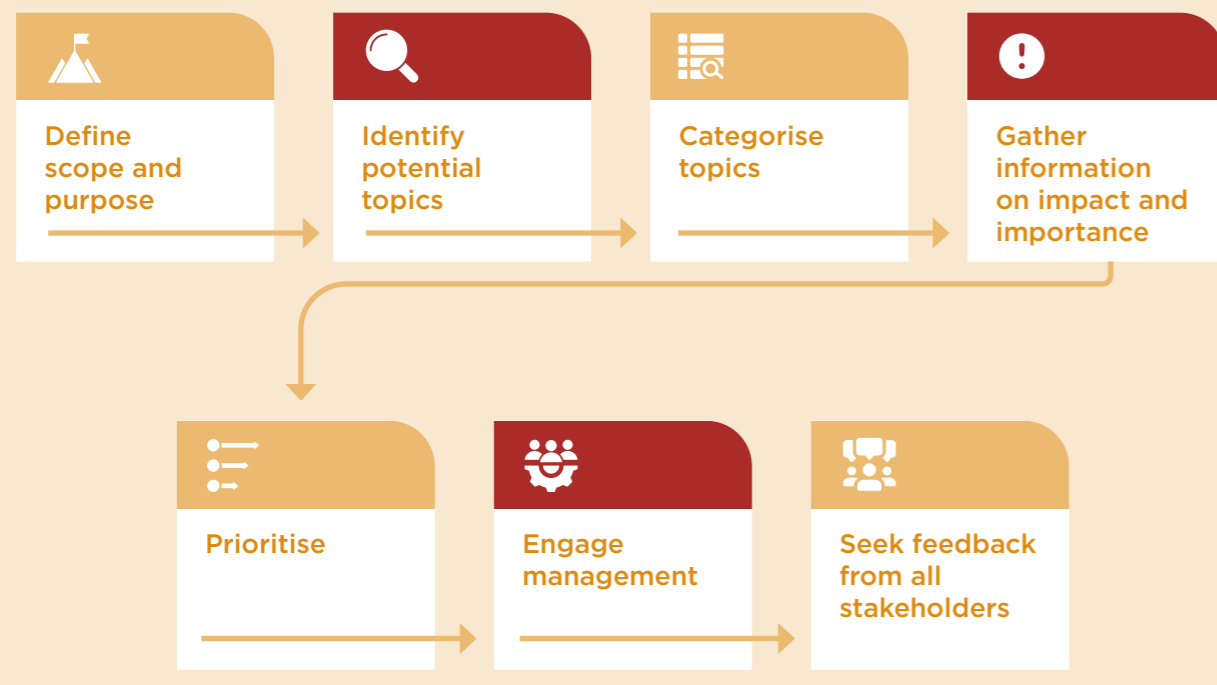 Define
scope and
purpose
Identify
potential
topics
Categorise
topics
Gather
information
on impact and
importance
Prioritise
Engage
management
Seek feedback
from all
stakeholders